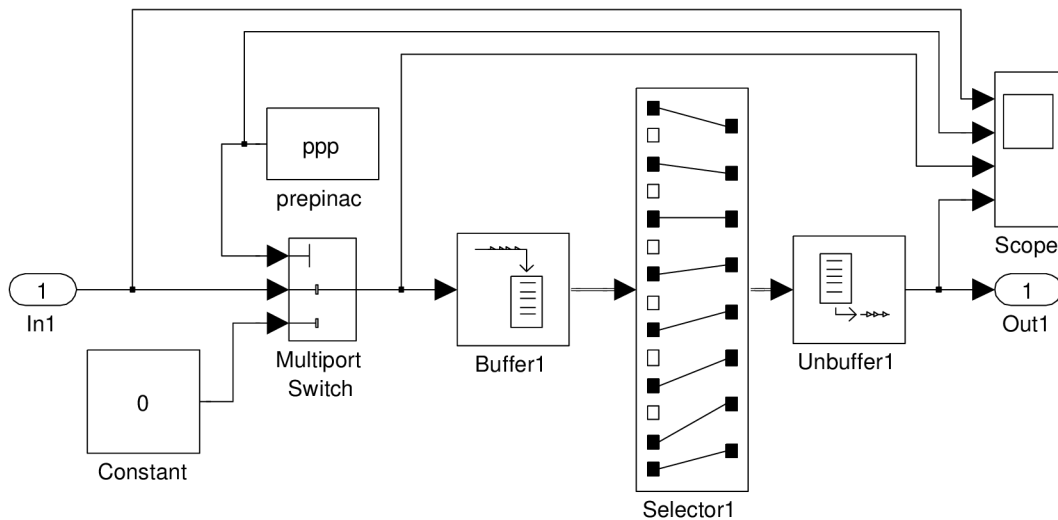 ppp
prepinac
Scope
1
In1
Multiport
Switch
Buffer1
Unbuffer1
1
Out1
0
Constant
Selector1